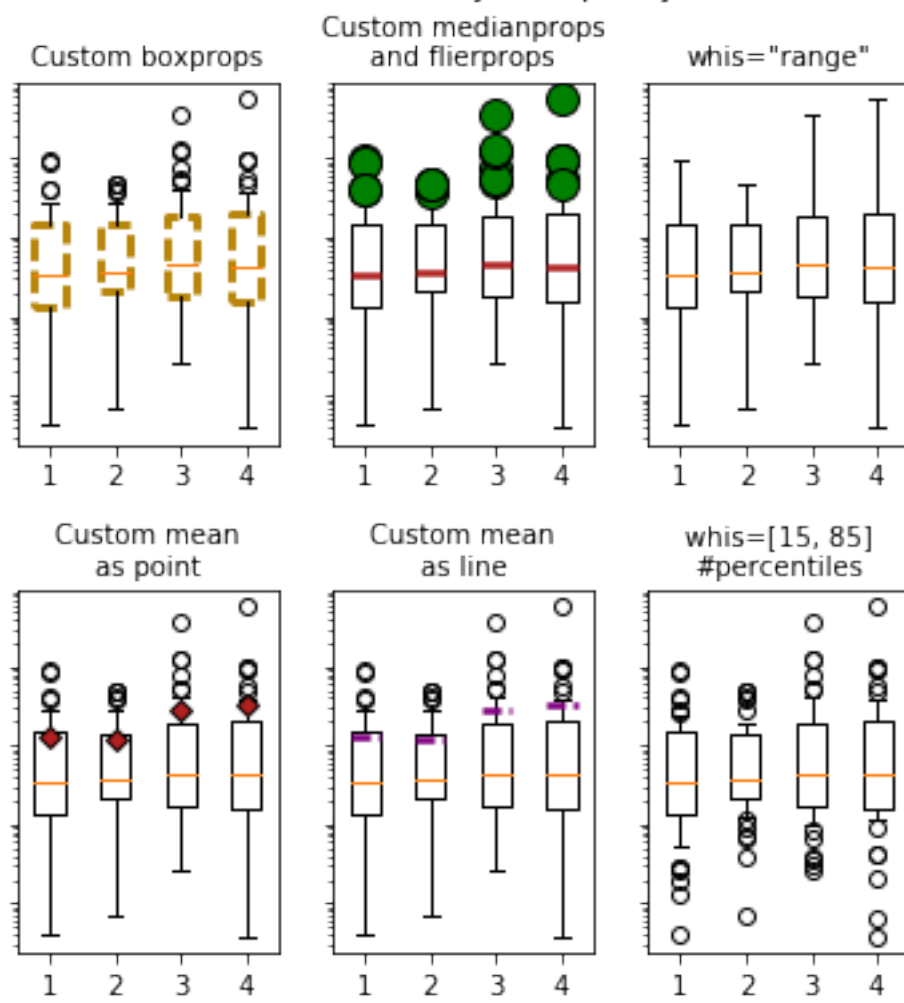 Custom boxprops
Custom medianprops
and flierprops
whis="range"
1 2 3 4
1 2 3 4
1 2 3 4
Custom mean
as point
Custom mean
as line
whis=[15, 85]
#percentiles
1 2 3 4
1 2 3 4
1 2 3 4